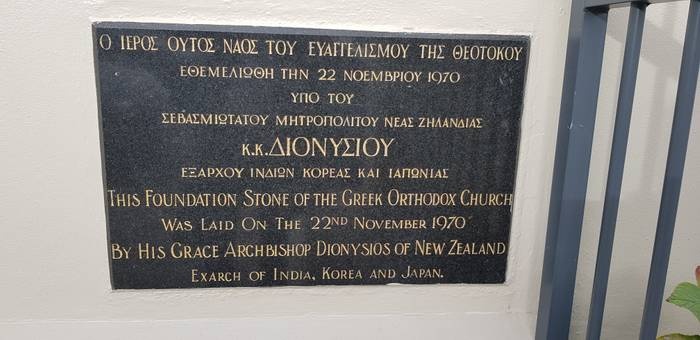 Ο ΙΕΡΟΣ ΟΥΤΟΣ ΝΑΟΣ ΤΟΥ ΕΥΑΓΓΕΛΙΣΜΟΥ ΤΗΣ ΘΕΟΤΟΚΟΥ
ΕΘΕΜΕΛΙΩΘΗ ΤΗΝ 22 ΝΟΕΜΒΡΙΟΥ 1970
ΥΠΟ ΤΟΥ
ΣΕΒΑΣΜΙΩΤΑΤΟΥ ΜΗΤΡΟΠΟΛΙΤΟΥ ΝΕΑΣ ΖΗΛΑΝΔΙΑΣ
Κ.Κ. ΔΙΟΝΥΣΙΟΥ
ΕΞΑΡΧΟΥ ΙΝΔΙΩΝ ΚΟΡΕΑΣ ΚΑΙ ΙΑΠΩΝΙΑΣ
THIS FOUNDATION STONE OF THE GREEK ORTHODOX CHURCH
WAS LAID ON THE 22ND NOVEMBER 1970
BY HIS GRACE ARCHBISHOP DIONYSIOS OF NEW ZEALAND
EXARCH OF INDIA, KOREA AND JAPAN.